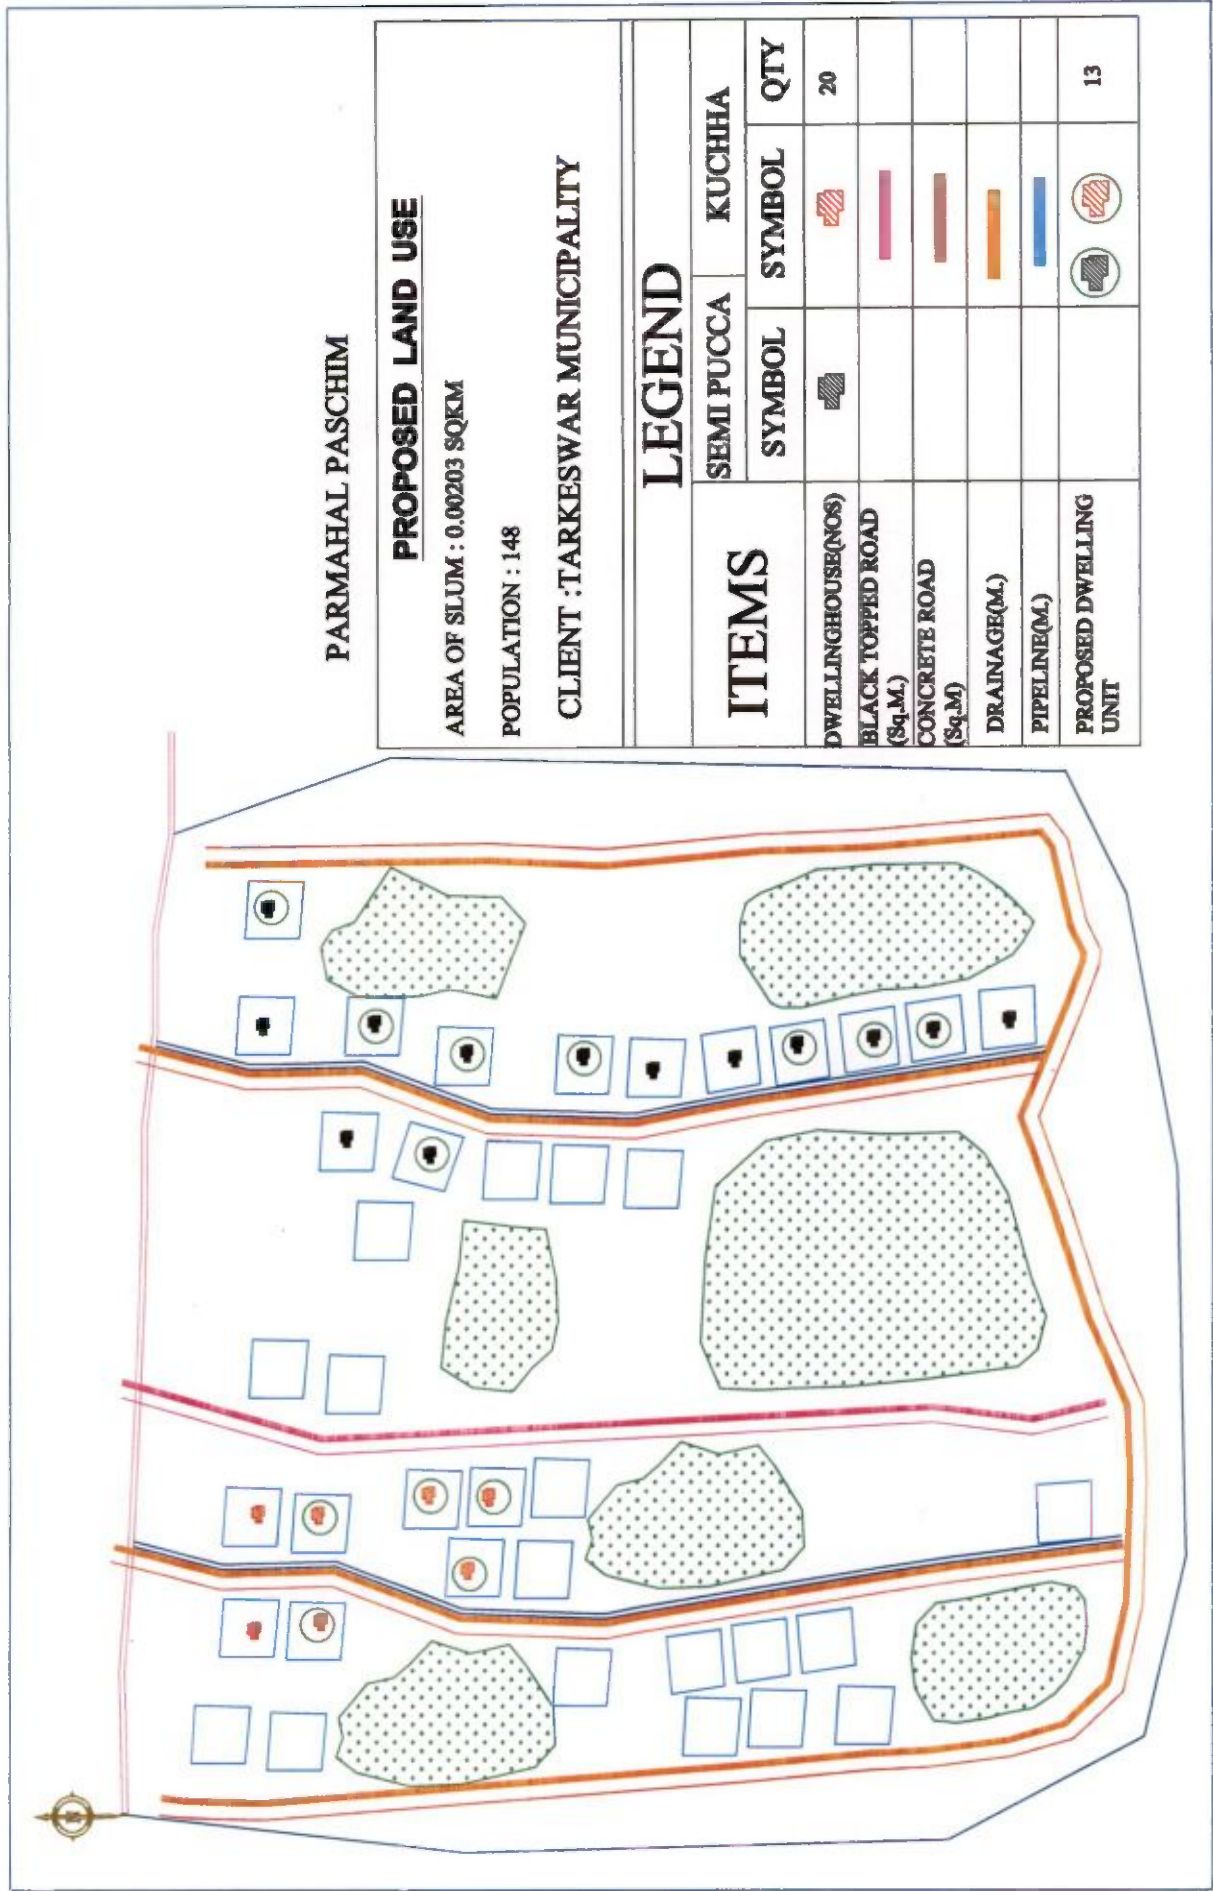 PARMAHAL PASCHIM
PROPOSED LAND USE
AREA OF SLUM : 0.00203 SQKM
POPULATION : 148
CLIENT :TARKESWAR MUNICIPALITY
LEGEND
ITEMS SEMI PUCCA KUCHHA
SYMBOL SYMBOL QTY
DWELLINGHOUSE(NOS) 20
BLACK TOPPED ROAD
(Sq.M.)
CONCRETE ROAD
(Sq.M)
DRAINAGE(M.)
PIPELINE(M.)
PROPOSED DWELLING
UNIT 13
N